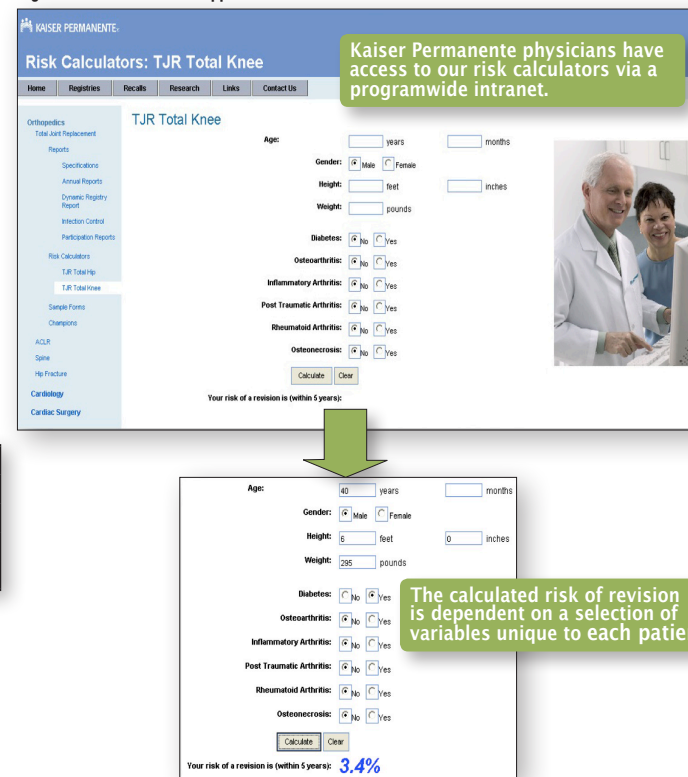 KAISER PERMANENTE®
Risk Calculators: TJR Total Knee
Kaiser Permanente physicians have
access to our risk calculators via a
programwide intranet.
Home Registries Recalls Research Links Contact Us
Orthopedics
Total Joint Replacement
Reports
Specifications
Annual Reports
Dynamic Registry
Report
Infection Control
Participation Reports
Risk Calculators
TJR Total Hip
TJR Total Knee
Sample Forms
Champions
ACLR
Spine
Hip Fracture
Cardiology
Cardiac Surgery
TJR Total Knee
Age: years months
Gender: Male Female
Height: feet inches
Weight: pounds
Diabetes: No Yes
Osteoarthritis: No Yes
Inflammatory Arthritis: No Yes
Post Traumatic Arthritis: No Yes
Rheumatoid Arthritis: No Yes
Osteonecrosis: No Yes
Calculate Clear
Your risk of a revision is (within 5 years):
Age: 40 years months
Gender: Male Female
Height: 6 feet 0 inches
Weight: 295 pounds
Diabetes: No Yes
The calculated risk of revision
is dependent on a selection of
variables unique to each patie
Osteoarthritis: No Yes
Inflammatory Arthritis: No Yes
Post Traumatic Arthritis: No Yes
Rheumatoid Arthritis: No Yes
Osteonecrosis: No Yes
Calculate Clear
Your risk of a revision is (within 5 years): 3.4%